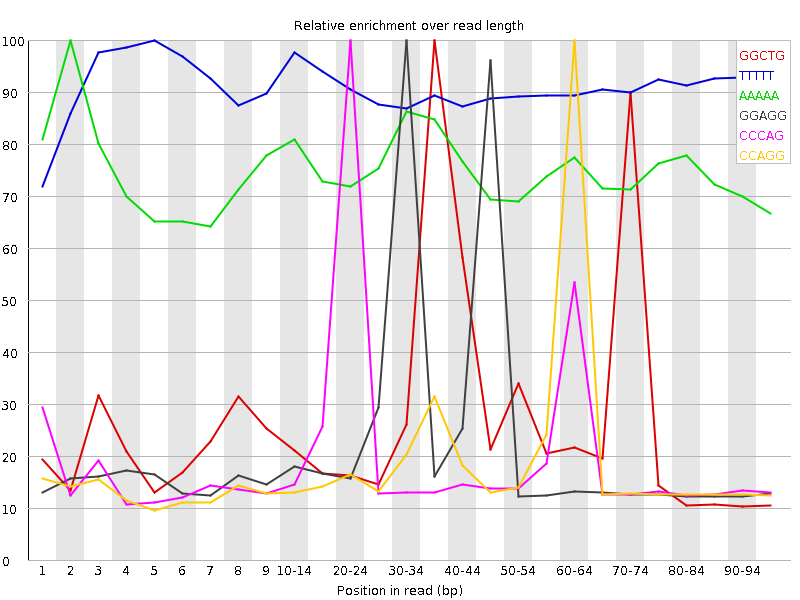 Relative enrichment over read length
100
90
80
70
60
50
40
30
20
10
0
GGCTG
TTTTT
AAAAA
GGAGG
CCCAG
CCAGG
1 2 3 4 5 6 7 8 9 10-14 20-24 30-34 40-44 50-54 60-64 70-74 80-84 90-94
Position in read (bp)